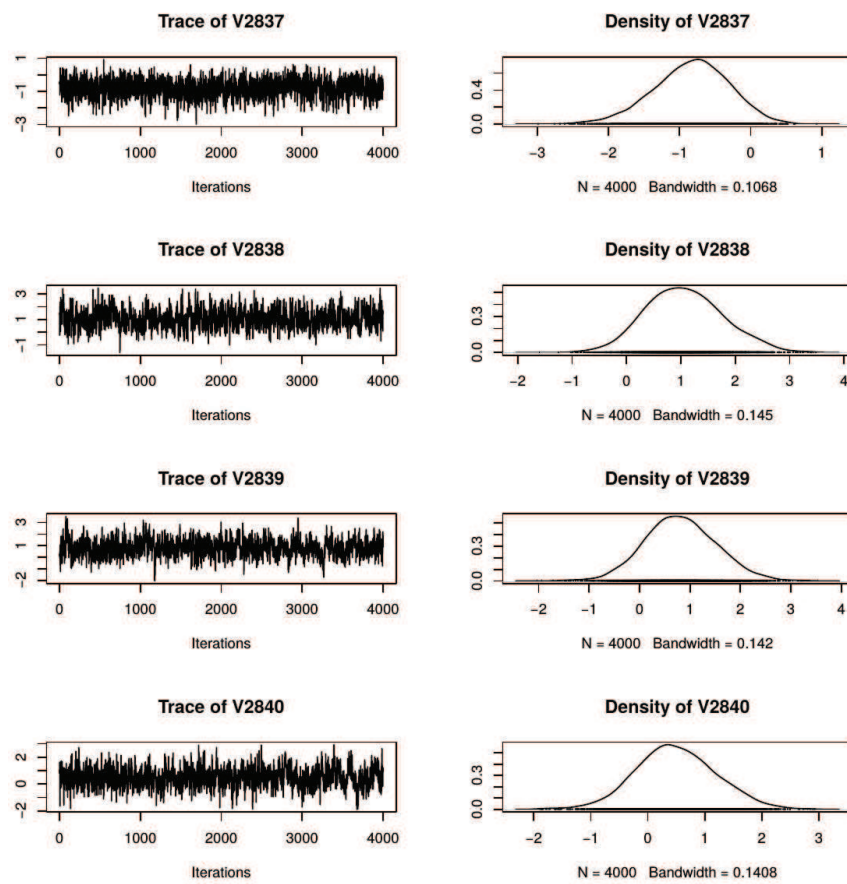 Trace of V2837
1
-1
-3
0 1000 2000 3000 4000
Iterations
Density of V2837
0.4
0.0
-3 -2 -1 0 1
N = 4000 Bandwidth = 0.1068
Trace of V2838
3
1
-1
0 1000 2000 3000 4000
Iterations
Density of V2838
0.3
0.0
-2 -1 0 1 2 3 4
N = 4000 Bandwidth = 0.145
Trace of V2839
3
1
-2
0 1000 2000 3000 4000
Iterations
Density of V2839
0.3
0.0
-2 -1 0 1 2 3 4
N = 4000 Bandwidth = 0.142
Trace of V2840
2
0
-2
0 1000 2000 3000 4000
Iterations
Density of V2840
0.3
0.0
-2 -1 0 1 2 3
N = 4000 Bandwidth = 0.1408